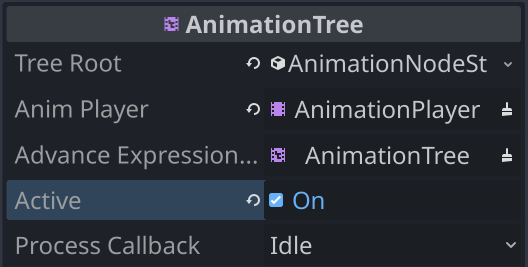 AnimationTree
Tree Root AnimationNodeSt
Anim Player AnimationPlayer
Advance Expression... AnimationTree
Active On
Process Callback Idle